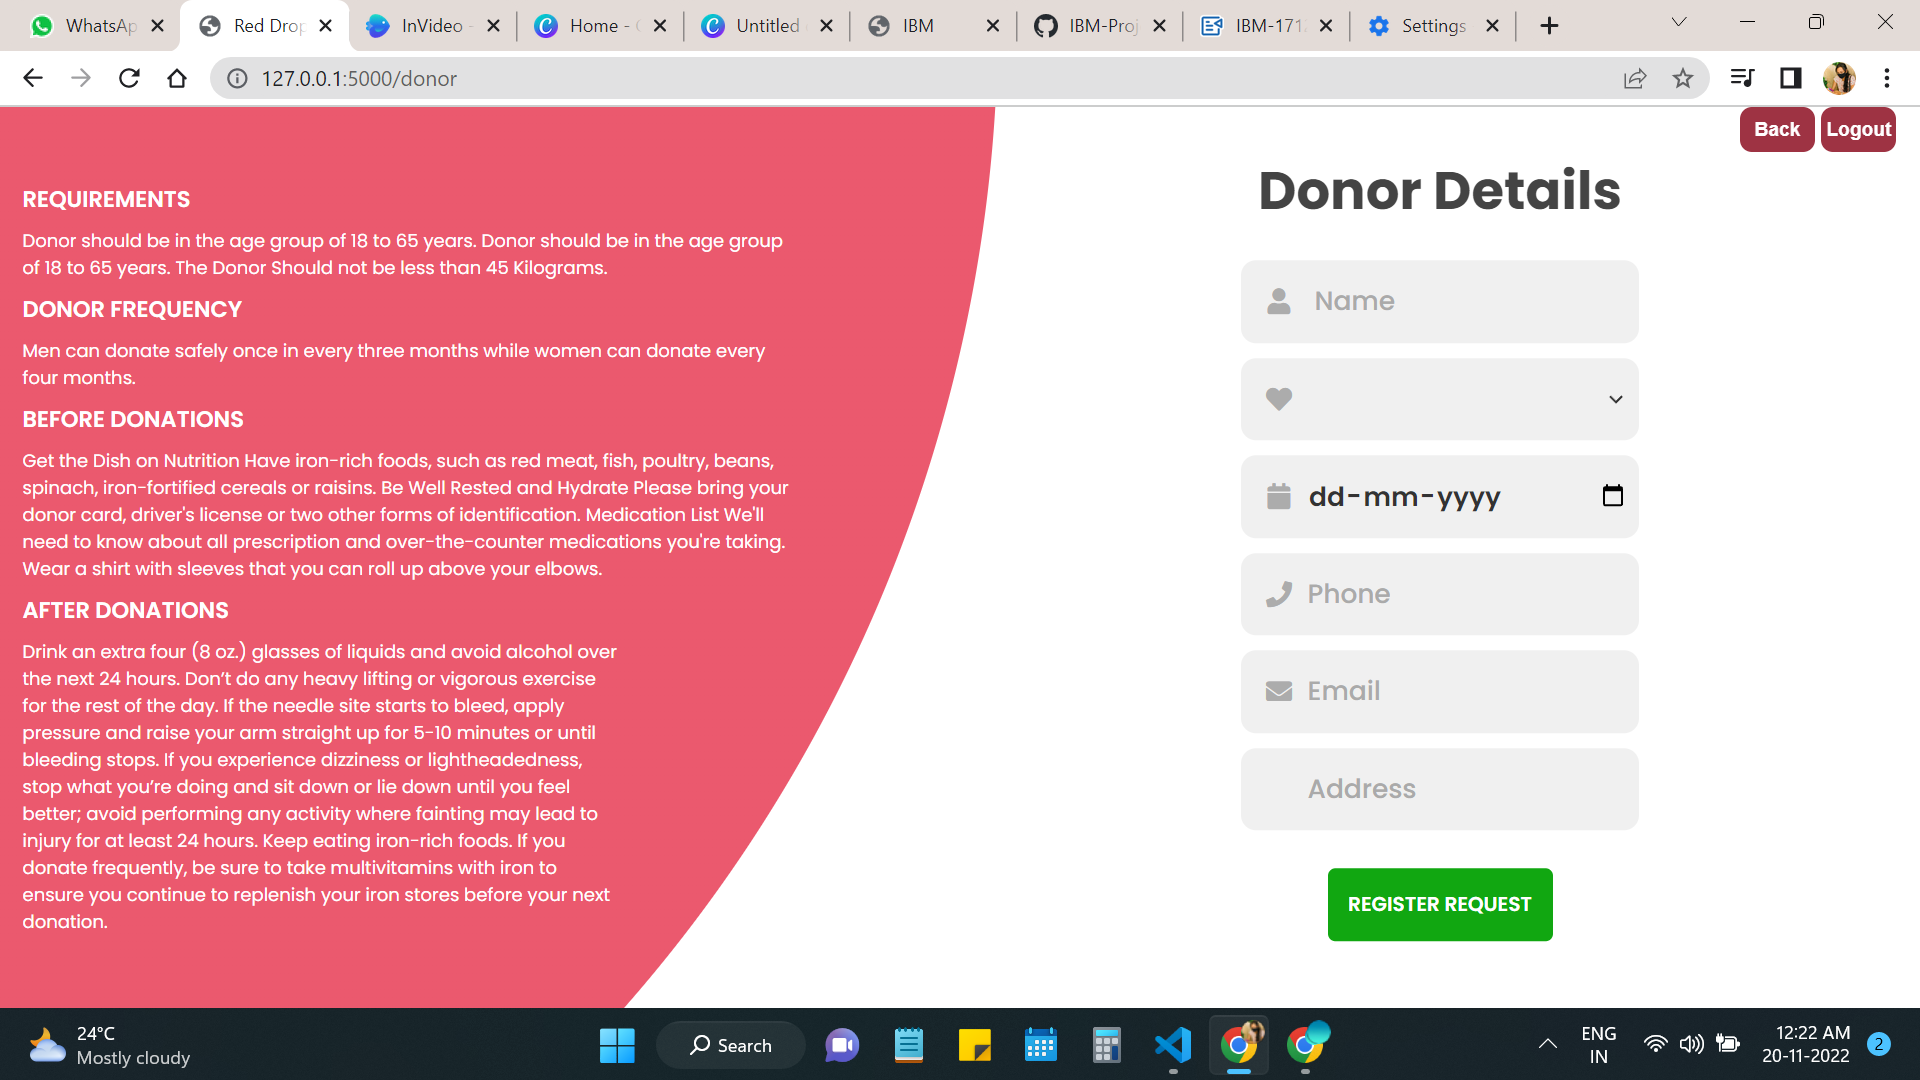 WhatsAp
Red Drop
InVideo -
Home - C
Untitled
IBM
IBM-Proj
IBM-171
Settings
127.0.0.1:5000/donor
Back
Logout
REQUIREMENTS
Donor should be in the age group of 18 to 65 years. Donor should be in the age group
of 18 to 65 years. The Donor Should not be less than 45 Kilograms.
DONOR FREQUENCY
Men can donate safely once in every three months while women can donate every
four months.
BEFORE DONATIONS
Get the Dish on Nutrition Have iron-rich foods, such as red meat, fish, poultry, beans,
spinach, iron-fortified cereals or raisins. Be Well Rested and Hydrate Please bring your
donor card, driver's license or two other forms of identification. Medication List We'll
need to know about all prescription and over-the-counter medications you're taking.
Wear a shirt with sleeves that you can roll up above your elbows.
AFTER DONATIONS
Drink an extra four (8 oz.) glasses of liquids and avoid alcohol over
the next 24 hours. Don’t do any heavy lifting or vigorous exercise
for the rest of the day. If the needle site starts to bleed, apply
pressure and raise your arm straight up for 5-10 minutes or until
bleeding stops. If you experience dizziness or lightheadedness,
stop what you’re doing and sit down or lie down until you feel
better; avoid performing any activity where fainting may lead to
injury for at least 24 hours. Keep eating iron-rich foods. If you
donate frequently, be sure to take multivitamins with iron to
ensure you continue to replenish your iron stores before your next
donation.
Donor Details
Name
dd-mm-yyyy
Phone
Email
Address
REGISTER REQUEST
24°C
Mostly cloudy
Search
ENG
IN
12:22 AM
20-11-2022
2